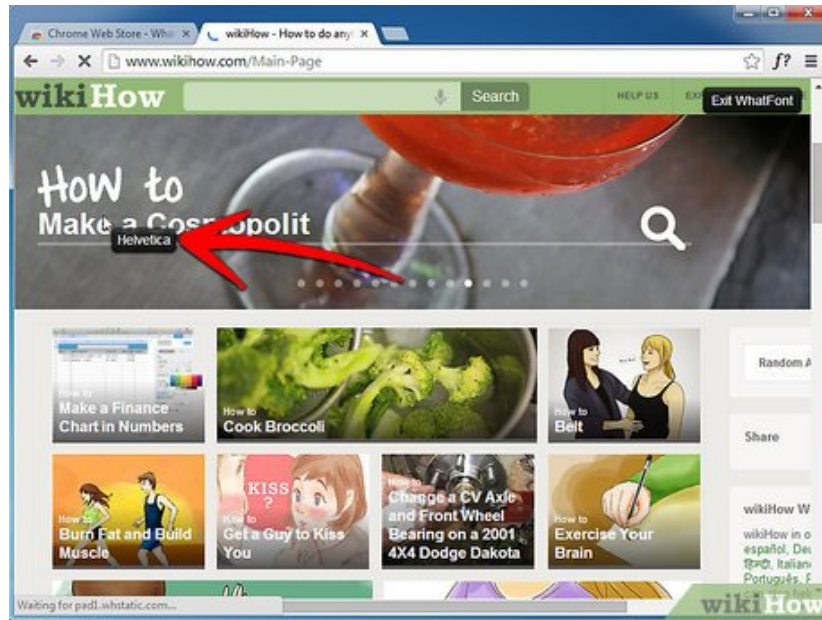 Chrome Web Store - Wha
wikiHow - How to do any
www.wikihow.com/Main-Page
f?
wikiHow
Search
HELP US
EX
Exit WhatFont
How to
Make a Cosmopolit
Helvetica
How to
Make a Finance
Chart in Numbers
How to
Cook Broccoli
How to
Belt
Random A
Share
How to
Burn Fat and Build
Muscle
KISS
?
How to
Get a Guy to Kiss
You
How to
Change a CV Axle
and Front Wheel
Bearing on a 2001
4X4 Dodge Dakota
How to
Exercise Your
Brain
wikiHow W
wikiHow in o
español, Deu
हिन्दी, Italian
Português, F
Waiting for pad1.whstatic.com...
wikiHow